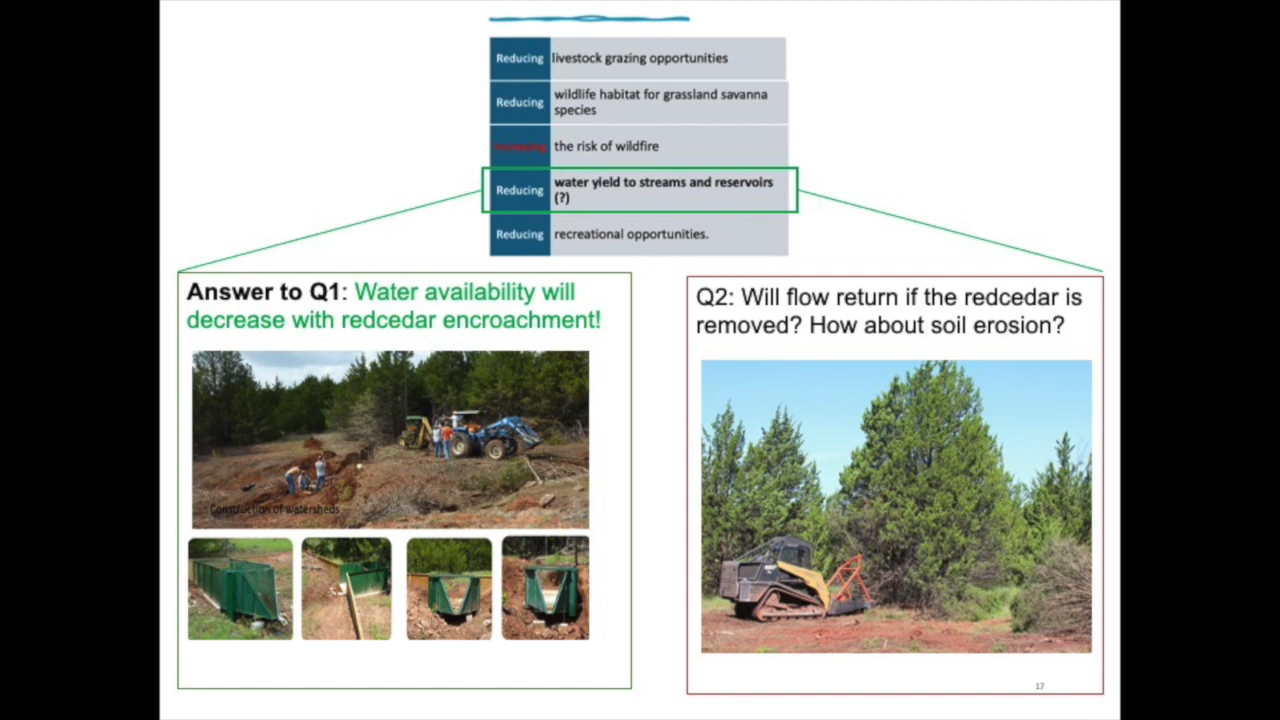 Reducing livestock grazing opportunities
Reducing wildlife habitat for grassland savanna
species
Increasing the risk of wildfire
Reducing water yield to streams and reservoirs
(?)
Reducing recreational opportunities.
Answer to Q1: Water availability will
decrease with redcedar encroachment!
Construction of watersheds
Q2: Will flow return if the redcedar is
removed? How about soil erosion?
17